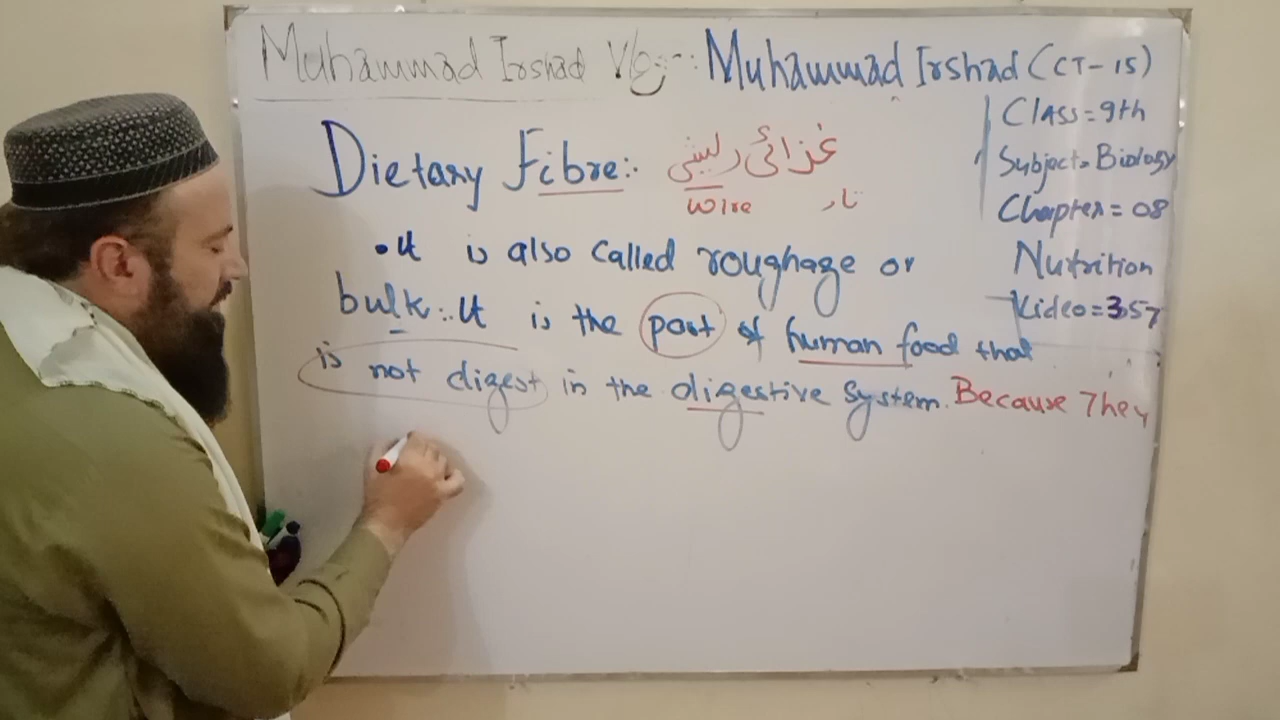 Muhammad Irshad Vlog:- Muhammad Irshad (CT-15)
Class = 9th
Subject = Biology
Chapter = 08
Nutrition
Video = 357
Dietary Fibre:- غزائی ریشی
Wire تار
•It is also called roughage or
bulk:. It is the part of human food that
is not digest in the digestive System. Because They